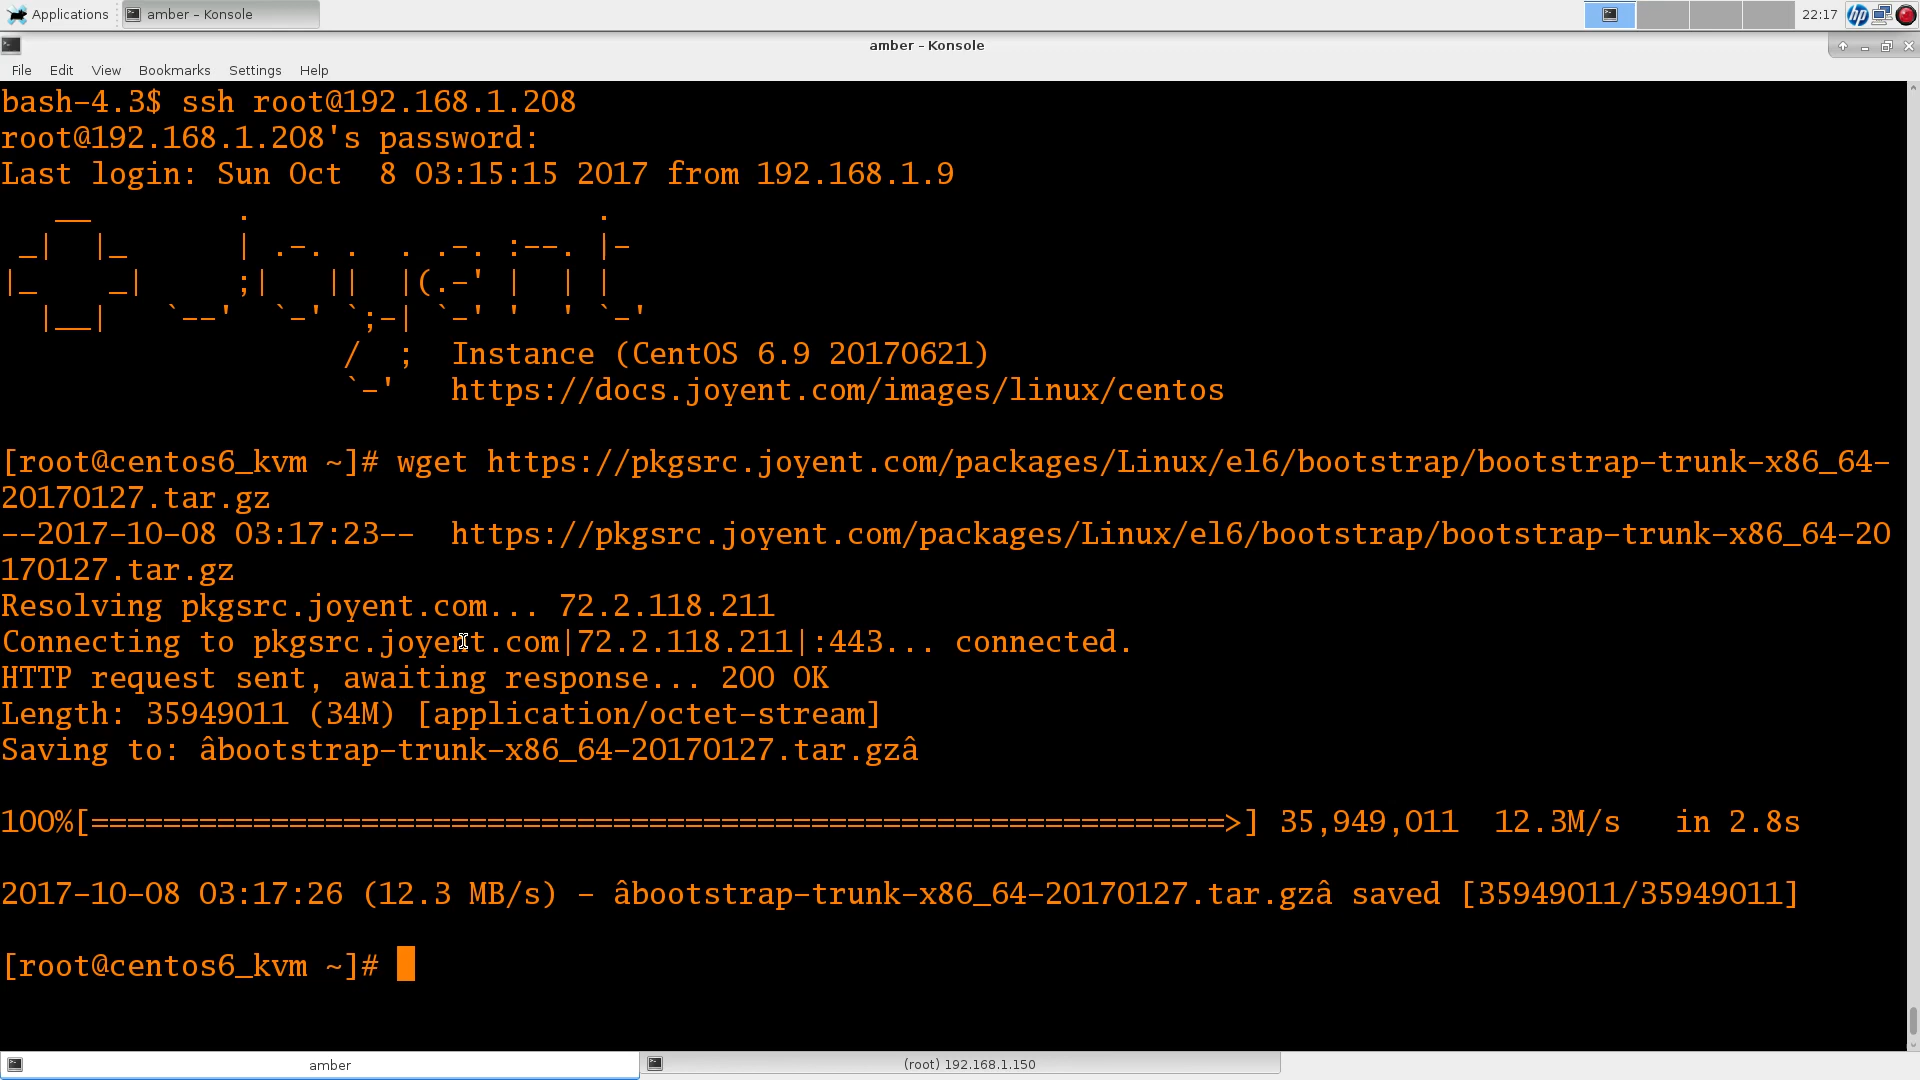 Applications
amber – Konsole
22:17
amber – Konsole
File Edit View Bookmarks Settings Help
bash-4.3$ ssh root@192.168.1.208
root@192.168.1.208's password:
Last login: Sun Oct  8 03:15:15 2017 from 192.168.1.9
   __        .                   .
 _|  |_      | .-. .  . .-. :--. |-
|_    _|     ;|   ||  |(.-' |  | |
  |__|   `--'  `-' `;-| `-' '  ' `-'
                   /  ;  Instance (CentOS 6.9 20170621)
                   `-'   https://docs.joyent.com/images/linux/centos
[root@centos6_kvm ~]# wget https://pkgsrc.joyent.com/packages/Linux/el6/bootstrap/bootstrap-trunk-x86_64-
20170127.tar.gz
--2017-10-08 03:17:23--  https://pkgsrc.joyent.com/packages/Linux/el6/bootstrap/bootstrap-trunk-x86_64-20
170127.tar.gz
Resolving pkgsrc.joyent.com... 72.2.118.211
Connecting to pkgsrc.joyent.com|72.2.118.211|:443... connected.
HTTP request sent, awaiting response... 200 OK
Length: 35949011 (34M) [application/octet-stream]
Saving to: âbootstrap-trunk-x86_64-20170127.tar.gzâ
100%[===============================================================>] 35,949,011  12.3M/s   in 2.8s
2017-10-08 03:17:26 (12.3 MB/s) - âbootstrap-trunk-x86_64-20170127.tar.gzâ saved [35949011/35949011]
[root@centos6_kvm ~]#
amber
(root) 192.168.1.150